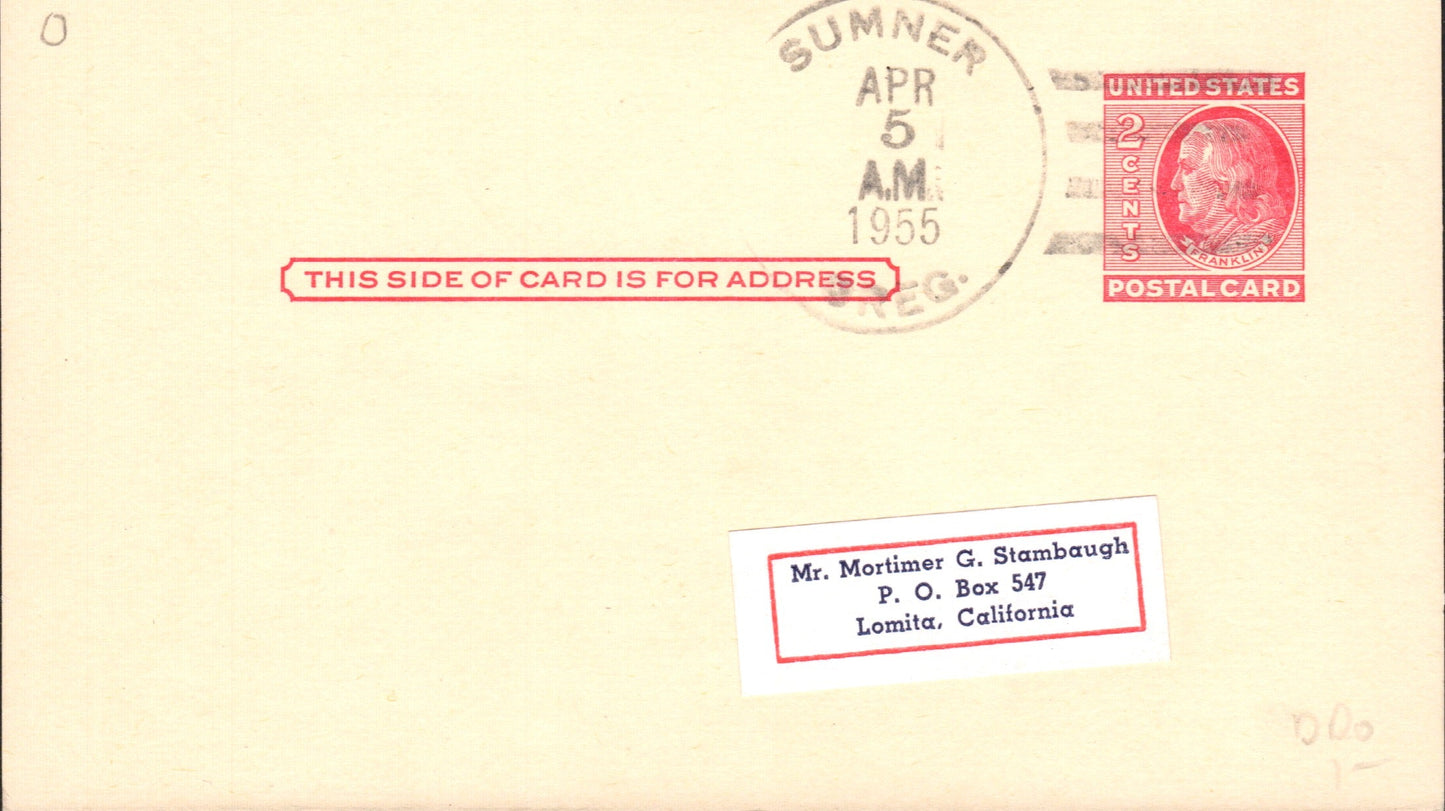 O
SUMNER
APR
5
A.M.
1955
OREG.
UNITED STATES
2 CENTS
FRANKLIN
POSTAL CARD
THIS SIDE OF CARD IS FOR ADDRESS
Mr. Mortimer G. Stambaugh
P. O. Box 547
Lomita, California